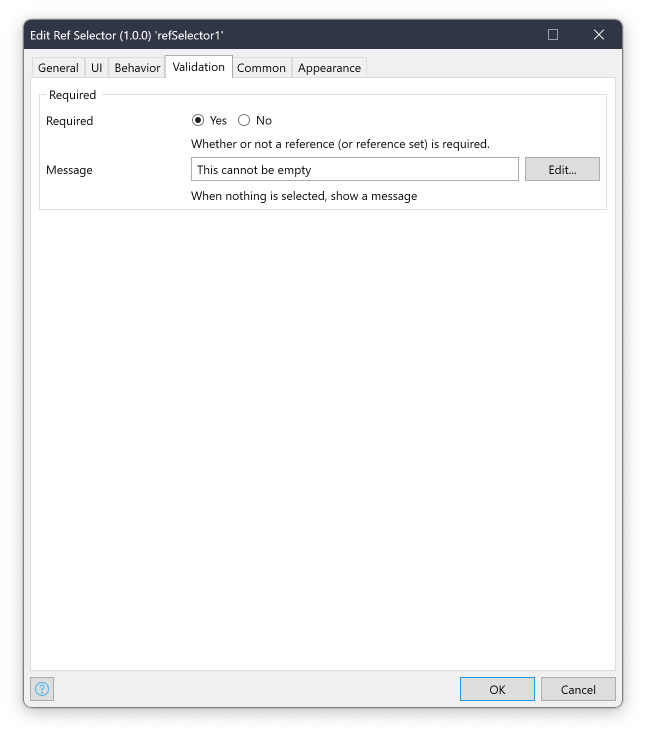 Edit Ref Selector (1.0.0) 'refSelector1'
General UI Behavior Validation Common Appearance
Required
Required Yes No
Whether or not a reference (or reference set) is required.
Message This cannot be empty Edit...
When nothing is selected, show a message
? OK Cancel